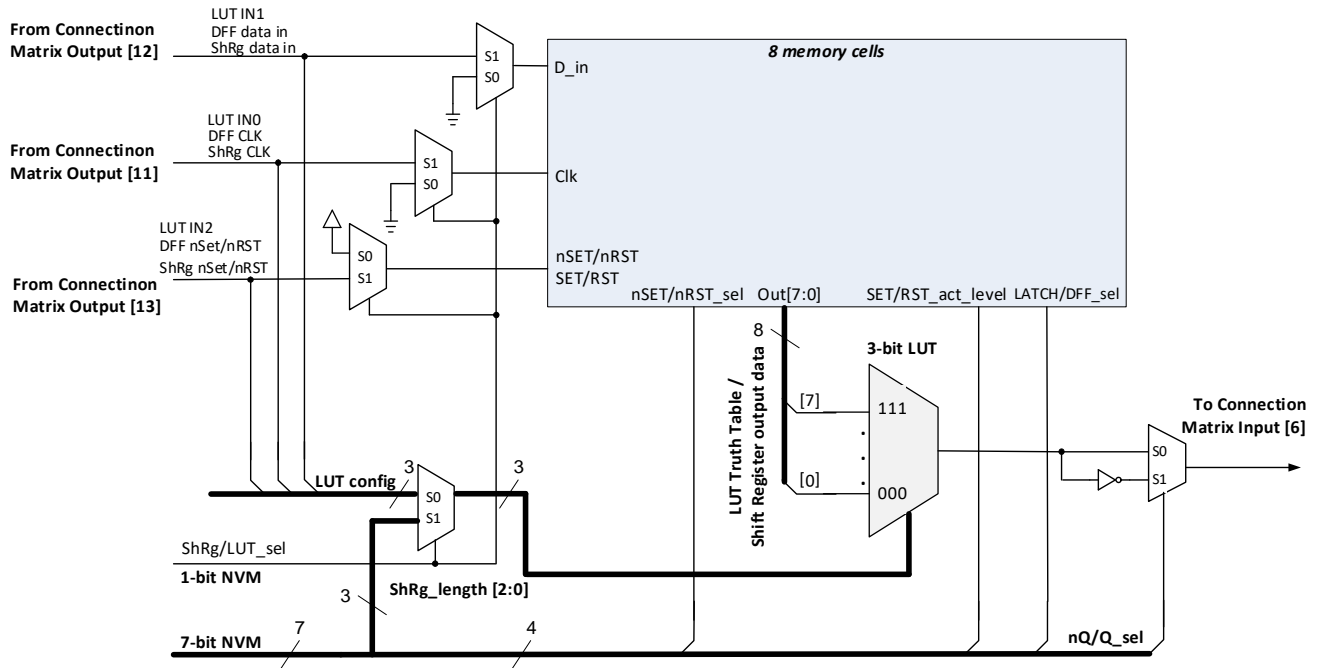 From Connectinon
Matrix Output [12]
LUT IN1
DFF data in
ShRg data in
S1
S0
8 memory cells
D_in
From Connectinon
Matrix Output [11]
LUT IN0
DFF CLK
ShRg CLK
S1
S0
Clk
LUT IN2
DFF nSet/nRST
ShRg nSet/nRST
From Connectinon
Matrix Output [13]
S0
S1
nSET/nRST
SET/RST
nSET/nRST_sel
Out[7:0]
SET/RST_act_level
LATCH/DFF_sel
8
LUT Truth Table /
Shift Register output data
3-bit LUT
[7]
111
[0]
000
To Connection
Matrix Input [6]
S0
S1
LUT config
3
S0
S1
3
ShRg/LUT_sel
1-bit NVM
ShRg_length [2:0]
3
7-bit NVM
7
4
nQ/Q_sel